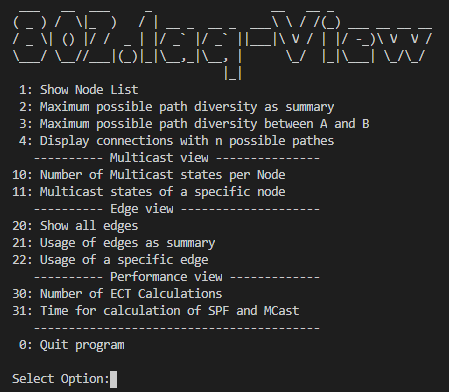 802.1aq-View
1: Show Node List
2: Maximum possible path diversity as summary
3: Maximum possible path diversity between A and B
4: Display connections with n possible pathes
---------- Multicast view ---------------
10: Number of Multicast states per Node
11: Multicast states of a specific node
---------- Edge view --------------------
20: Show all edges
21: Usage of edges as summary
22: Usage of a specific edge
---------- Performance view -------------
30: Number of ECT Calculations
31: Time for calculation of SPF and MCast
-----------------------------------------
0: Quit program
Select Option: